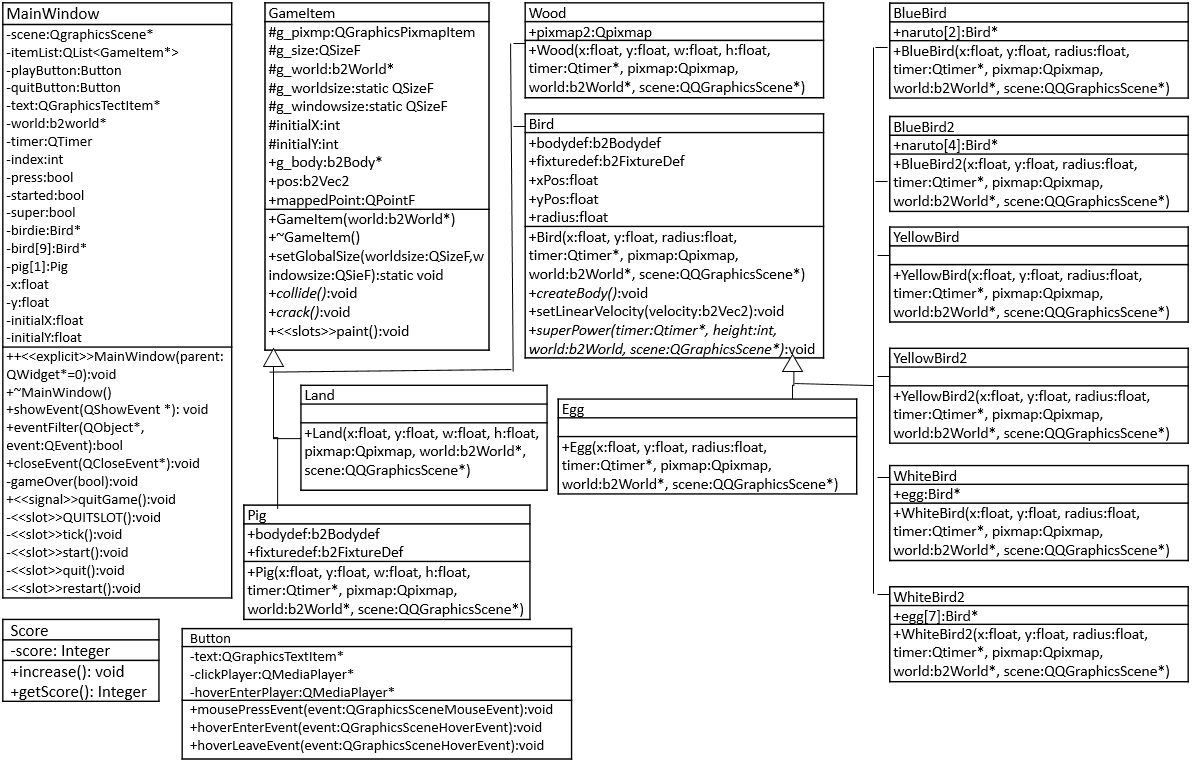 MainWindow
-scene:QgraphicsScene*
-itemList:QList<GameItem*>
-playButton:Button
-quitButton:Button
-text:QGraphicsTectItem*
-world:b2world*
-timer:QTimer
-index:int
-press:bool
-started:bool
-super:bool
-birdie:Bird*
-bird[9]:Bird*
-pig[1]:Pig
-x:float
-y:float
-initialX:float
-initialY:float
++<<explicit>>MainWindow(parent:
QWidget*=0):void
+~MainWindow()
+showEvent(QShowEvent *): void
+eventFilter(QObject*,
event:QEvent):bool
+closeEvent(QCloseEvent*):void
-gameOver(bool):void
+<<signal>>quitGame():void
-<<slot>>QUITSLOT():void
-<<slot>>tick():void
-<<slot>>start():void
-<<slot>>quit():void
-<<slot>>restart():void
Score
-score: Integer
+increase(): void
+getScore(): Integer
GameItem
#g_pixmp:QGraphicsPixmapItem
#g_size:QSizeF
#g_world:b2World*
#g_worldsize:static QSizeF
#g_windowsize:static QSizeF
#initialX:int
#initialY:int
+g_body:b2Body*
+pos:b2Vec2
+mappedPoint:QPointF
+GameItem(world:b2World*)
+~GameItem()
+setGlobalSize(worldsize:QSizeF,w
indowsize:QSieF):static void
+collide():void
+crack():void
+<<slots>>paint():void
Land
+Land(x:float, y:float, w:float, h:float,
pixmap:Qpixmap, world:b2World*,
scene:QQGraphicsScene*)
Pig
+bodydef:b2Bodydef
+fixturedef:b2FixtureDef
+Pig(x:float, y:float, w:float, h:float,
timer:Qtimer*, pixmap:Qpixmap,
world:b2World*, scene:QQGraphicsScene*)
Button
-text:QGraphicsTextItem*
-clickPlayer:QMediaPlayer*
-hoverEnterPlayer:QMediaPlayer*
+mousePressEvent(event:QGraphicsSceneMouseEvent):void
+hoverEnterEvent(event:QGraphicsSceneHoverEvent):void
+hoverLeaveEvent(event:QGraphicsSceneHoverEvent):void
Wood
+pixmap2:Qpixmap
+Wood(x:float, y:float, w:float, h:float,
timer:Qtimer*, pixmap:Qpixmap,
world:b2World*, scene:QQGraphicsScene*)
Bird
+bodydef:b2Bodydef
+fixturedef:b2FixtureDef
+xPos:float
+yPos:float
+radius:float
+Bird(x:float, y:float, radius:float,
timer:Qtimer*, pixmap:Qpixmap,
world:b2World*, scene:QQGraphicsScene*)
+createBody():void
+setLinearVelocity(velocity:b2Vec2):void
+superPower(timer:Qtimer*, height:int,
world:b2World, scene:QGraphicsScene*):void
Egg
+Egg(x:float, y:float, radius:float,
timer:Qtimer*, pixmap:Qpixmap,
world:b2World*, scene:QQGraphicsScene*)
BlueBird
+naruto[2]:Bird*
+BlueBird(x:float, y:float, radius:float,
timer:Qtimer*, pixmap:Qpixmap,
world:b2World*, scene:QQGraphicsScene*)
BlueBird2
+naruto[4]:Bird*
+BlueBird2(x:float, y:float, radius:float,
timer:Qtimer*, pixmap:Qpixmap,
world:b2World*, scene:QQGraphicsScene*)
YellowBird
+YellowBird(x:float, y:float, radius:float,
timer:Qtimer*, pixmap:Qpixmap,
world:b2World*, scene:QQGraphicsScene*)
YellowBird2
+YellowBird2(x:float, y:float, radius:float,
timer:Qtimer*, pixmap:Qpixmap,
world:b2World*, scene:QQGraphicsScene*)
WhiteBird
+egg:Bird*
+WhiteBird(x:float, y:float, radius:float,
timer:Qtimer*, pixmap:Qpixmap,
world:b2World*, scene:QQGraphicsScene*)
WhiteBird2
+egg[7]:Bird*
+WhiteBird2(x:float, y:float, radius:float,
timer:Qtimer*, pixmap:Qpixmap,
world:b2World*, scene:QQGraphicsScene*)